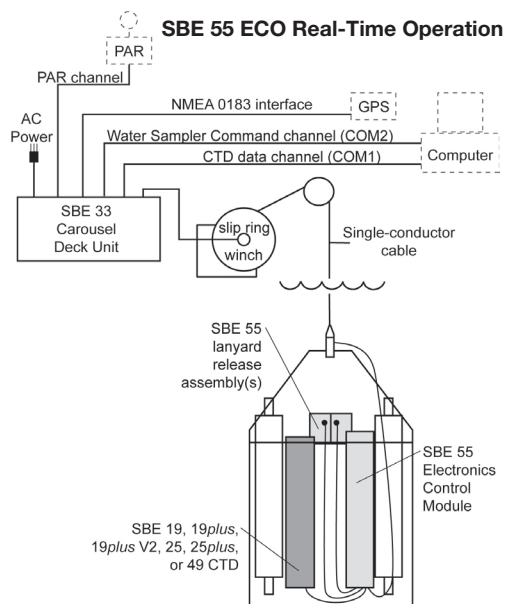 SBE 55 ECO Real-Time Operation
PAR
PAR channel
NMEA 0183 interface
GPS
AC
Power
Water Sampler Command channel (COM2)
CTD data channel (COM1)
Computer
SBE 33
Carousel
Deck Unit
slip ring
winch
Single-conductor
cable
SBE 55
lanyard
release
assembly(s)
SBE 55
Electronics
Control
Module
SBE 19, 19plus,
19plus V2, 25, 25plus,
or 49 CTD